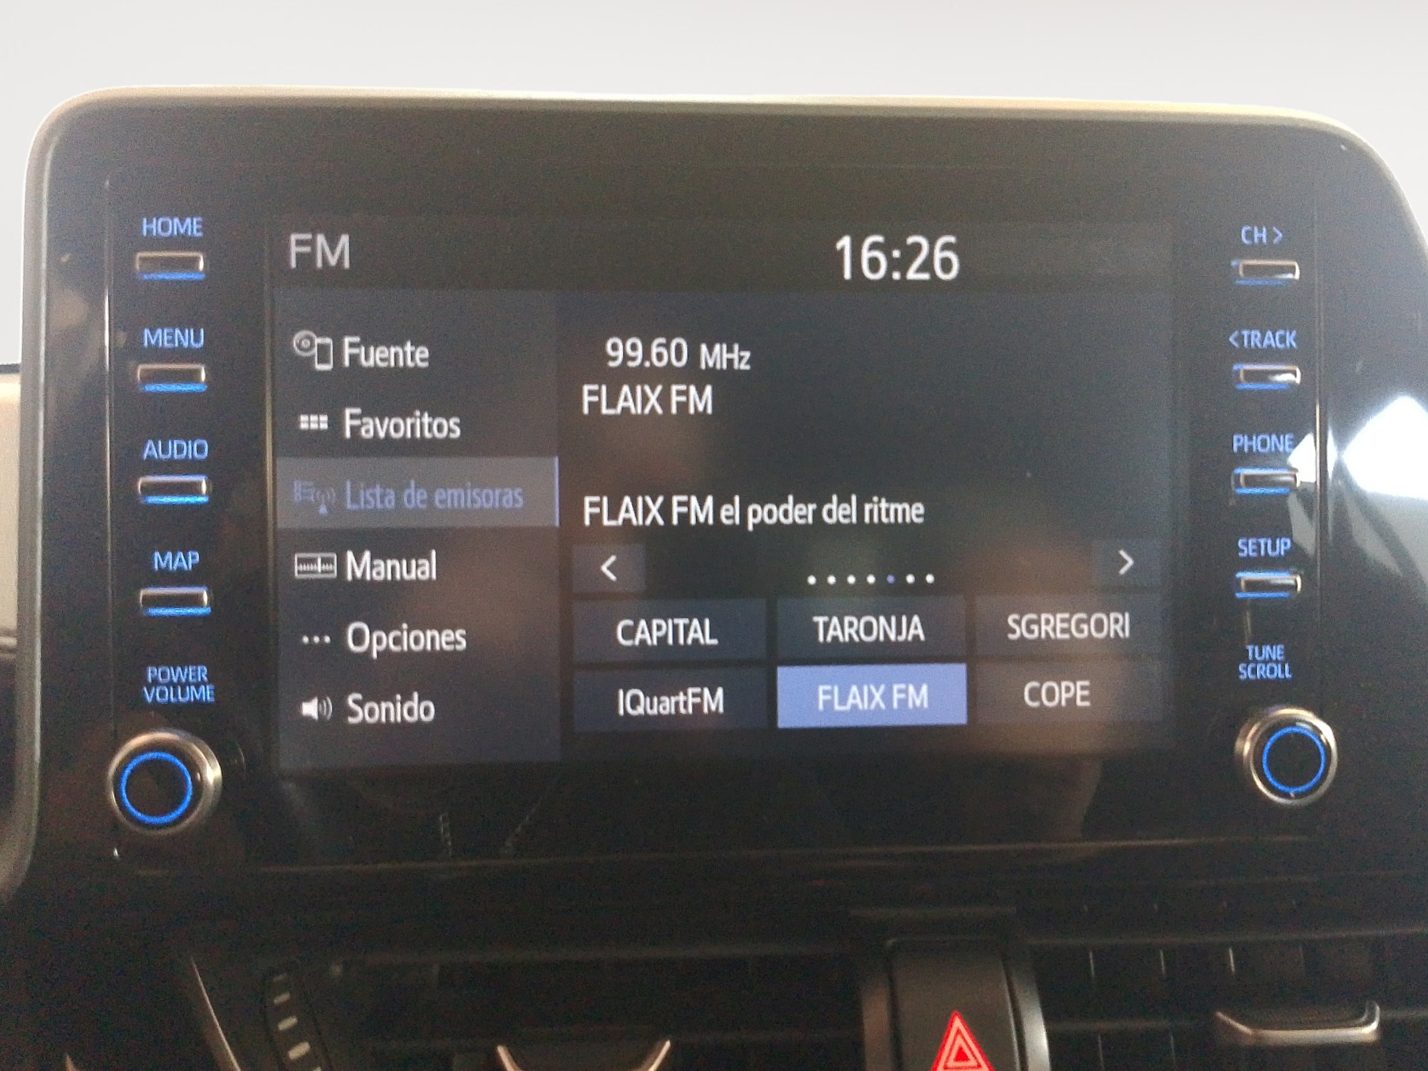 HOME
MENU
AUDIO
MAP
POWER
VOLUME
FM
16:26
Fuente
Favoritos
Lista de emisoras
Manual
Opciones
Sonido
99.60 MHz
FLAIX FM
FLAIX FM el poder del ritme
< >
CAPITAL TARONJA SGREGORI
IQuartFM FLAIX FM COPE
CH >
< TRACK
PHONE
SETUP
TUNE
SCROLL